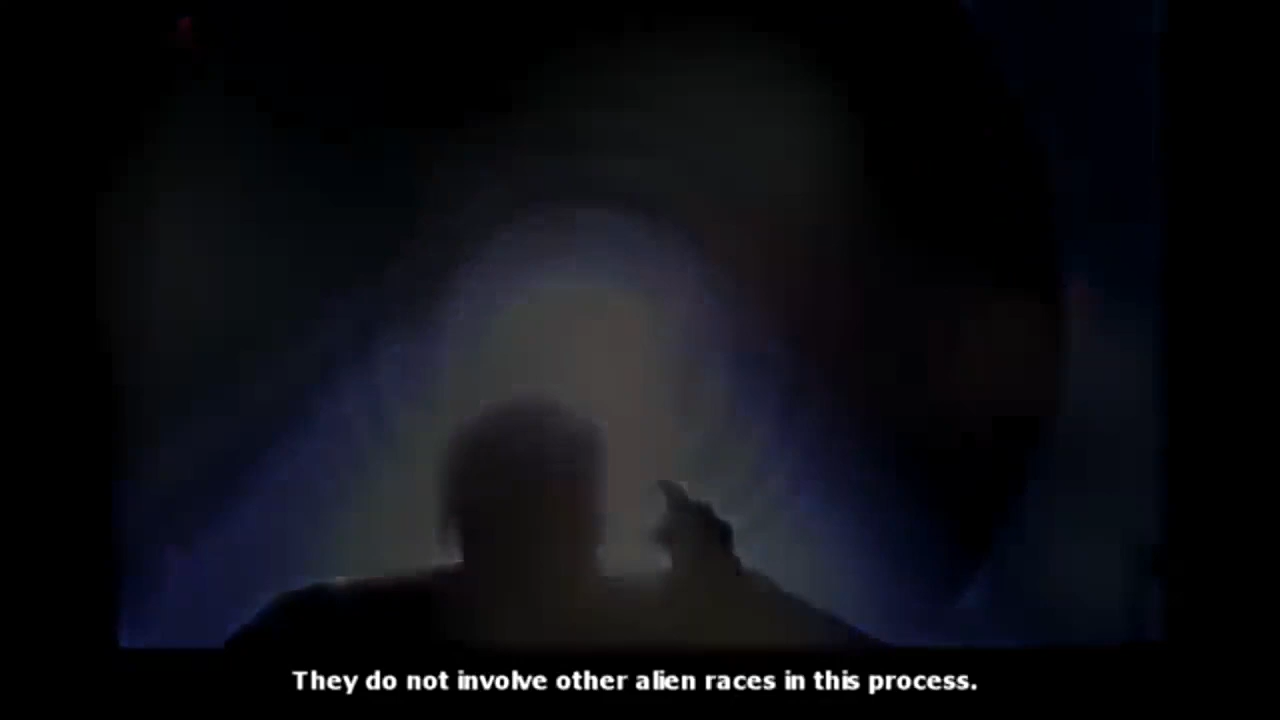 They do not involve other alien races in this process.